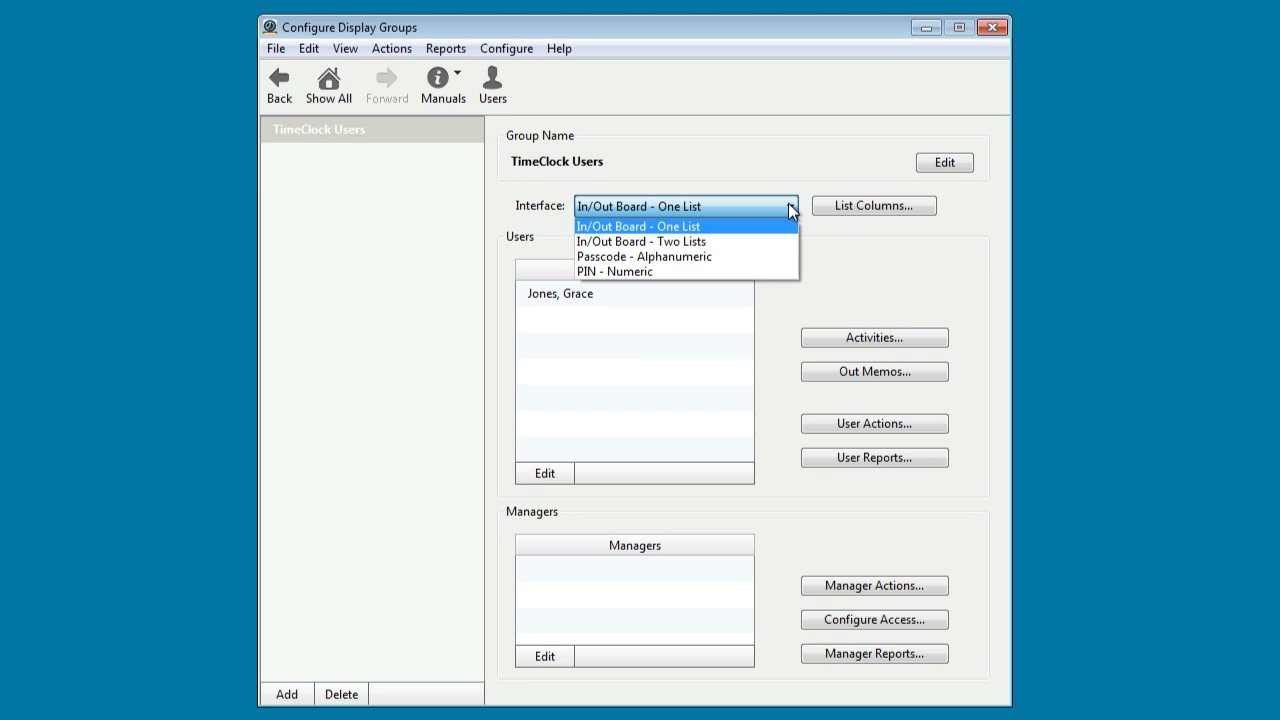 Configure Display Groups
File Edit View Actions Reports Configure Help
Back Show All Forward Manuals Users
TimeClock Users
Group Name
TimeClock Users
Edit
Interface: In/Out Board - One List List Columns...
In/Out Board - One List
In/Out Board - Two Lists
Passcode - Alphanumeric
PIN - Numeric
Users
Jones, Grace
Activities...
Out Memos...
User Actions...
User Reports...
Edit
Managers
Managers
Manager Actions...
Configure Access...
Manager Reports...
Edit
Add Delete